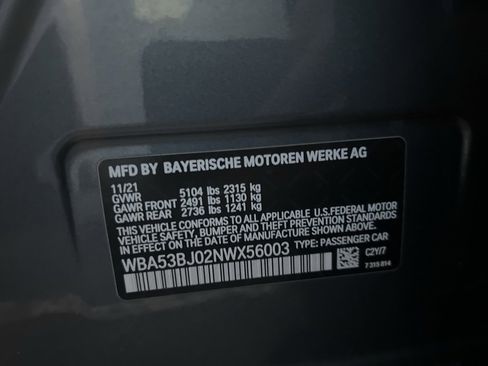 MFD BY BAYERISCHE MOTOREN WERKE AG
11/21
GVWR 5104 lbs 2315 kg
GAWR FRONT 2491 lbs 1130 kg
GAWR REAR 2736 lbs 1241 kg
THIS VEHICLE CONFORMS TO ALL APPLICABLE U.S.FEDERAL MOTOR
VEHICLE SAFETY, BUMPER AND THEFT PREVENTION STANDARDS
IN EFFECT ON THE DATE OF MANUFACTURE SHOWN ABOVE.
WBA53BJ02NWX56003 TYPE: PASSENGER CAR
C2Y/7
7 315 814